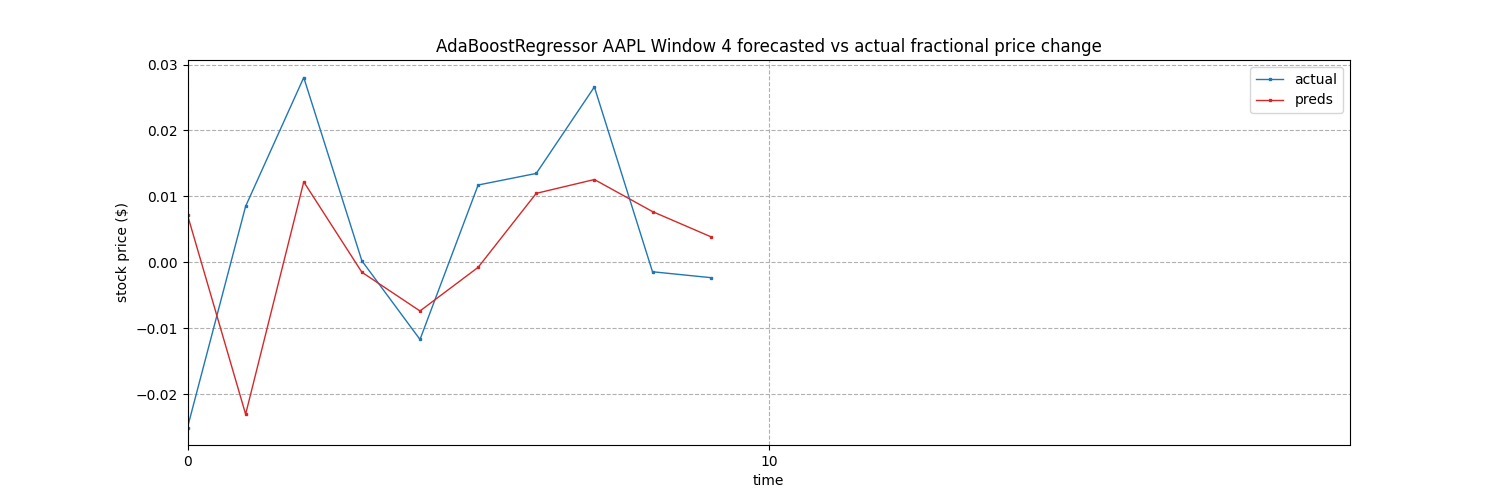 AdaBoostRegressor AAPL Window 4 forecasted vs actual fractional price change
0.03
0.02
0.01
0.00
−0.01
−0.02
stock price ($)
actual
preds
0
10
time